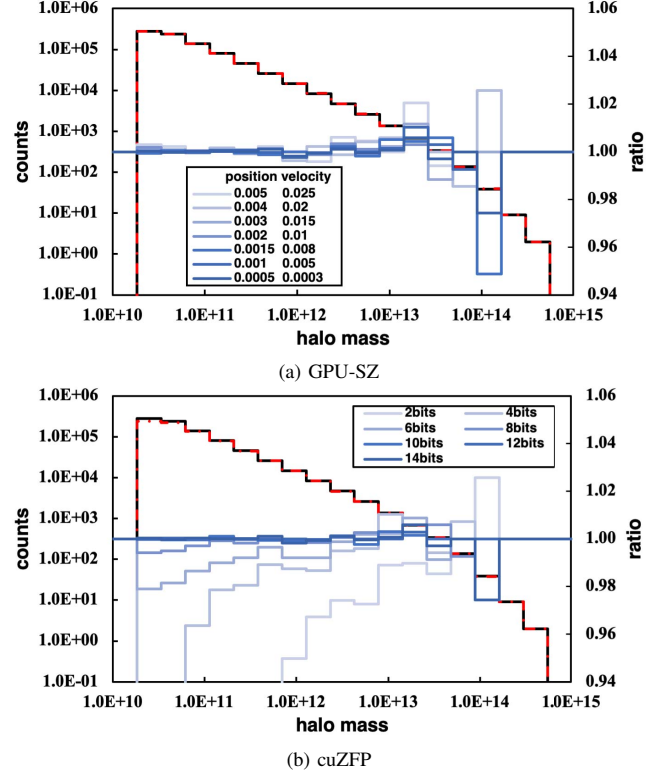 1.0E+06
1.0E+05
1.0E+04
1.0E+03
1.0E+02
1.0E+01
1.0E+00
1.0E-01
counts
1.06
1.04
1.02
1.00
0.98
0.96
0.94
ratio
position velocity
0.005 0.025
0.004 0.02
0.003 0.015
0.002 0.01
0.0015 0.008
0.001 0.005
0.0005 0.0003
1.0E+10 1.0E+11 1.0E+12 1.0E+13 1.0E+14 1.0E+15
halo mass
(a) GPU-SZ
1.0E+06
1.0E+05
1.0E+04
1.0E+03
1.0E+02
1.0E+01
1.0E+00
1.0E-01
counts
1.06
1.04
1.02
1.00
0.98
0.96
0.94
ratio
2bits 4bits
6bits 8bits
10bits 12bits
14bits
1.0E+10 1.0E+11 1.0E+12 1.0E+13 1.0E+14 1.0E+15
halo mass
(b) cuZFP